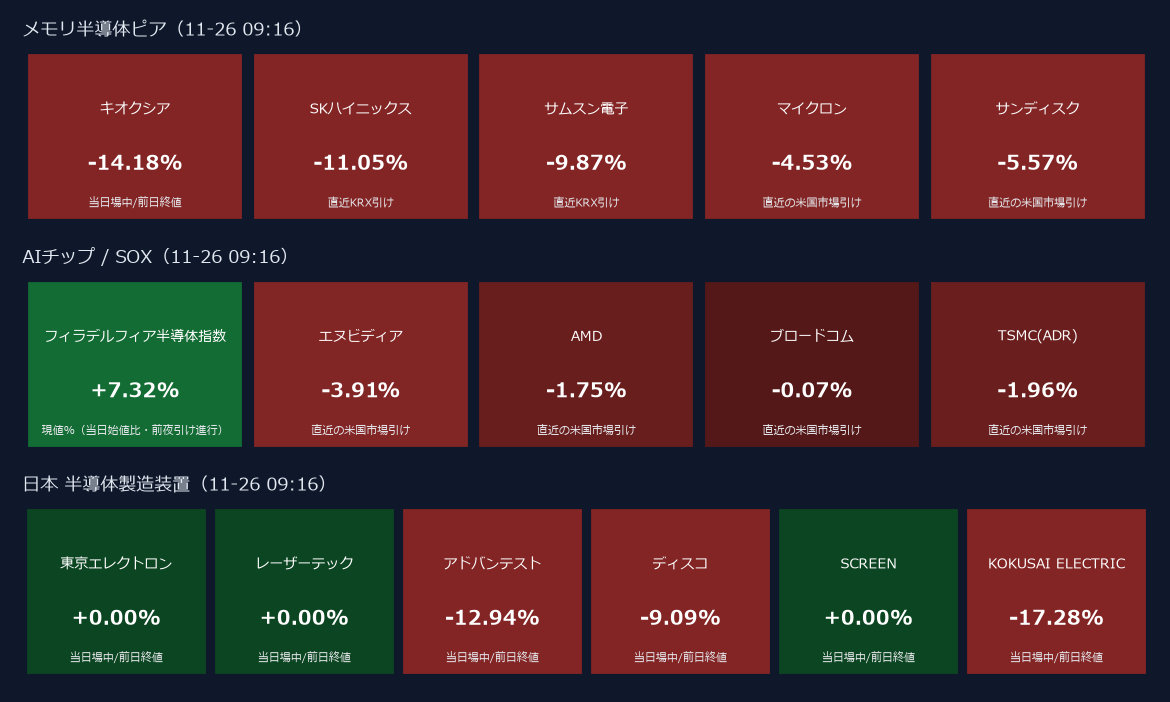 メモリ半導体ピア（11-26 09:16）
キオクシア
-14.18%
当日場中/前日終値
SKハイニックス
-11.05%
直近KRX引け
サムスン電子
-9.87%
直近KRX引け
マイクロン
-4.53%
直近の米国市場引け
サンディスク
-5.57%
直近の米国市場引け
AIチップ / SOX（11-26 09:16）
フィラデルフィア半導体指数
+7.32%
現値%（当日始値比・前夜引け進行）
エヌビディア
-3.91%
直近の米国市場引け
AMD
-1.75%
直近の米国市場引け
ブロードコム
-0.07%
直近の米国市場引け
TSMC(ADR)
-1.96%
直近の米国市場引け
日本 半導体製造装置（11-26 09:16）
東京エレクトロン
+0.00%
当日場中/前日終値
レーザーテック
+0.00%
当日場中/前日終値
アドバンテスト
-12.94%
当日場中/前日終値
ディスコ
-9.09%
当日場中/前日終値
SCREEN
+0.00%
当日場中/前日終値
KOKUSAI ELECTRIC
-17.28%
当日場中/前日終値